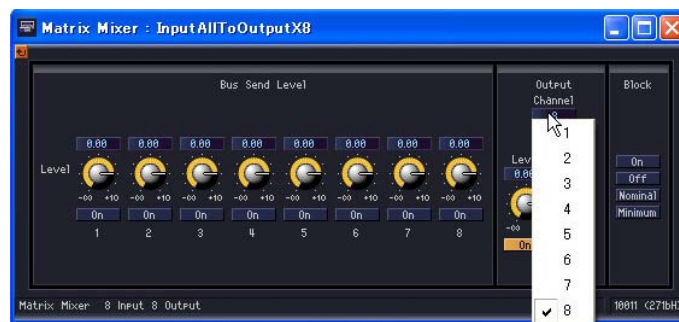 Matrix Mixer : InputAllToOutputX8
Bus Send Level
Output
Channel
Block
8
1
2
3
4
5
6
7
8
0.00 0.00 0.00 0.00 0.00 0.00 0.00 0.00
Level
-∞ +10 -∞ +10 -∞ +10 -∞ +10 -∞ +10 -∞ +10 -∞ +10 -∞ +10
On On On On On On On On
1 2 3 4 5 6 7 8
-∞
On
On
Off
Nominal
Minimum
Matrix Mixer 8 Input 8 Output
10011 (271bH)